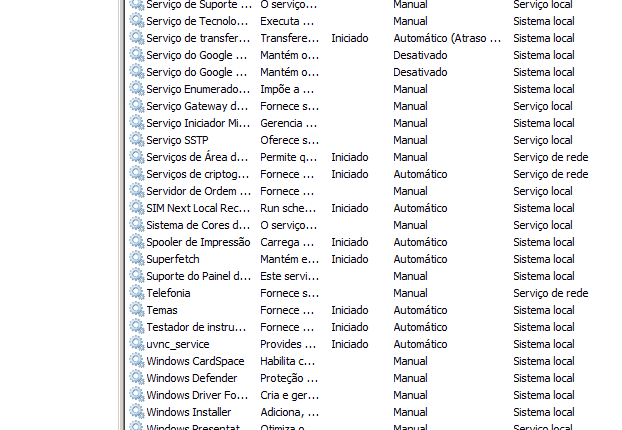 Serviço de Suporte ... O serviço... Manual Serviço local
Serviço de Tecnolo... Executa ... Manual Sistema local
Serviço de transfer... Transfere... Iniciado Automático (Atraso ... Sistema local
Serviço do Google ... Mantém o... Desativado Sistema local
Serviço do Google ... Mantém o... Desativado Sistema local
Serviço Enumerado... Impõe a ... Manual Sistema local
Serviço Gateway d... Fornece s... Manual Serviço local
Serviço Iniciador Mi... Gerencia ... Manual Sistema local
Serviço SSTP Oferece s... Manual Serviço local
Serviços de Área d... Permite q... Iniciado Manual Serviço de rede
Serviços de criptog... Fornece ... Iniciado Automático Serviço de rede
Servidor de Ordem ... Fornece ... Manual Serviço local
SIM Next Local Rec... Run sche... Iniciado Automático Sistema local
Sistema de Cores d... O serviço... Manual Serviço local
Spooler de Impressão Carrega ... Iniciado Automático Sistema local
Superfetch Mantém e... Iniciado Automático Sistema local
Suporte do Painel d... Este servi... Manual Sistema local
Telefonia Fornece s... Manual Serviço de rede
Temas Fornece ... Iniciado Automático Sistema local
Testador de instru... Fornece ... Iniciado Automático Sistema local
uvnc_service Provides ... Iniciado Automático Sistema local
Windows CardSpace Habilita c... Manual Sistema local
Windows Defender Proteção ... Manual Sistema local
Windows Driver Fo... Cria e ger... Manual Sistema local
Windows Installer Adiciona, ... Manual Sistema local
Windows Presentat... Otimiza o... Manual Serviço local